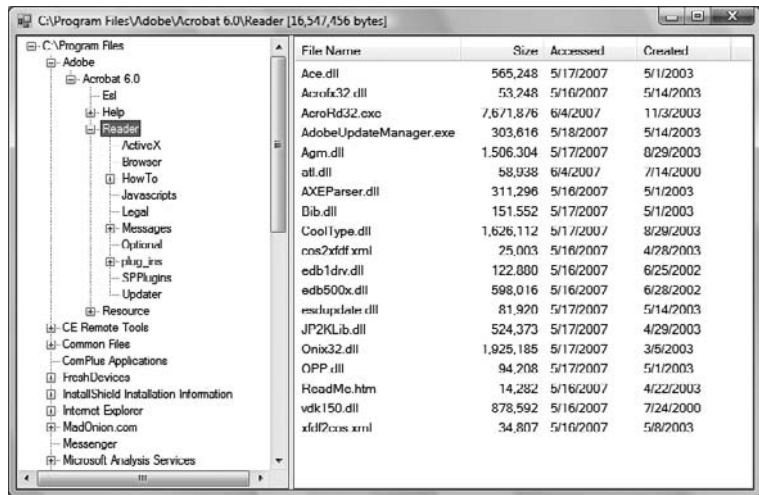 C:\Program Files\Adobe\Acrobat 6.0\Reader [16,547,456 bytes]
C:\Program Files
Adobe
Acrobat 6.0
Esl
Help
Reader
ActiveX
Browser
HowTo
Javascripts
Legal
Messages
Optional
plug_ins
SPPlugins
Updater
Resource
CE Remote Tools
Common Files
ComPlus Applications
FreshDevices
InstallShield Installation Information
Internet Explorer
MadOnion.com
Messenger
Microsoft Analysis Services
File Name Size Accessed Created
Ace.dll 565,248 5/17/2007 5/1/2003
Acrofx32.dll 53,248 5/16/2007 5/14/2003
AcroRd32.exe 7,671,876 6/4/2007 11/3/2003
AdobeUpdateManager.exe 303,616 5/18/2007 5/14/2003
Agm.dll 1,506,304 5/17/2007 8/29/2003
atl.dll 58,938 6/4/2007 7/14/2000
AXEParser.dll 311,296 5/16/2007 5/1/2003
Bib.dll 151,552 5/17/2007 5/1/2003
CoolType.dll 1,626,112 5/17/2007 8/29/2003
cos2xfdf.xml 25,003 5/16/2007 4/28/2003
edb1drv.dll 122,880 5/16/2007 6/25/2002
edb500x.dll 598,016 5/16/2007 6/28/2002
esdupdate.dll 81,920 5/17/2007 5/14/2003
JP2KLib.dll 524,373 5/17/2007 4/29/2003
Onix32.dll 1,925,185 5/17/2007 3/5/2003
OPP.dll 94,208 5/17/2007 5/1/2003
ReadMe.htm 14,282 5/16/2007 4/22/2003
vdk150.dll 878,592 5/16/2007 7/24/2000
xfdf2cos.xml 34,807 5/16/2007 5/8/2003